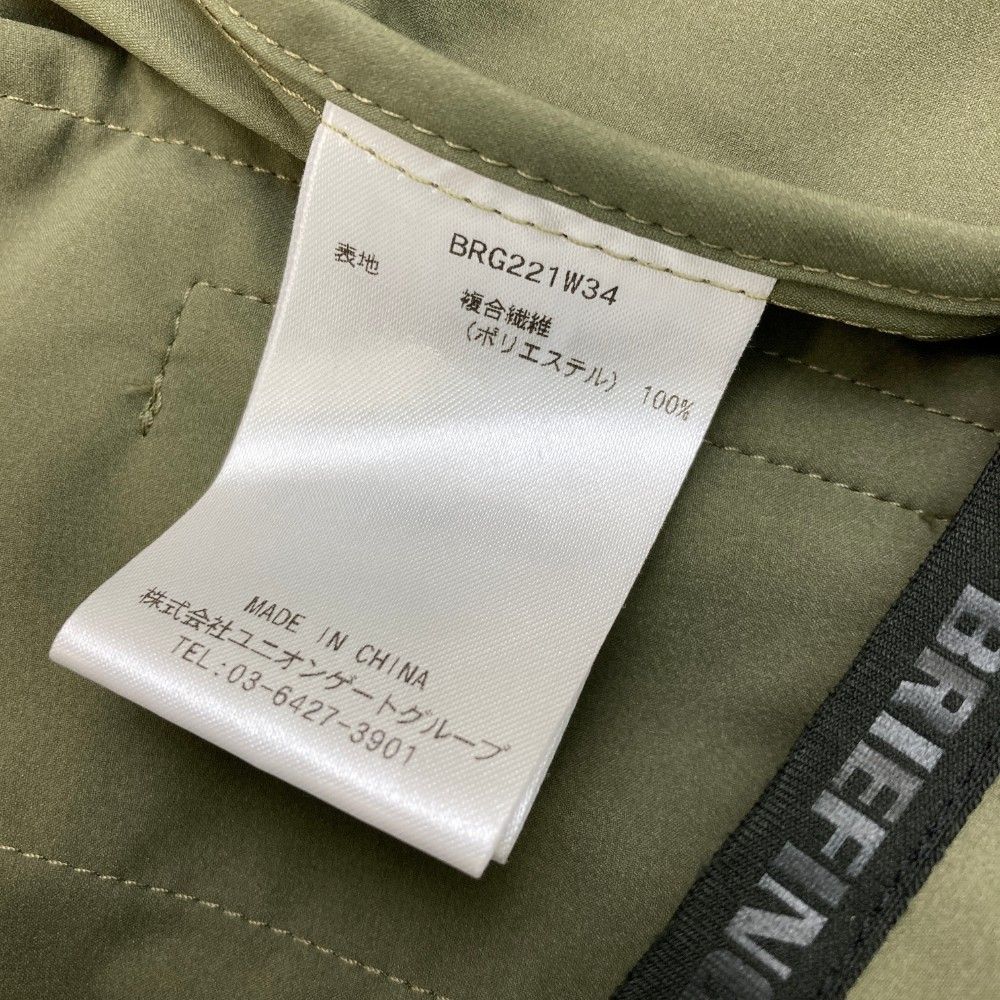 BRG221W34
表地
複合繊維
(ポリエステル) 100%
MADE IN CHINA
株式会社ユニオンゲートグループ
TEL:03-6427-3901
BRIEFIN